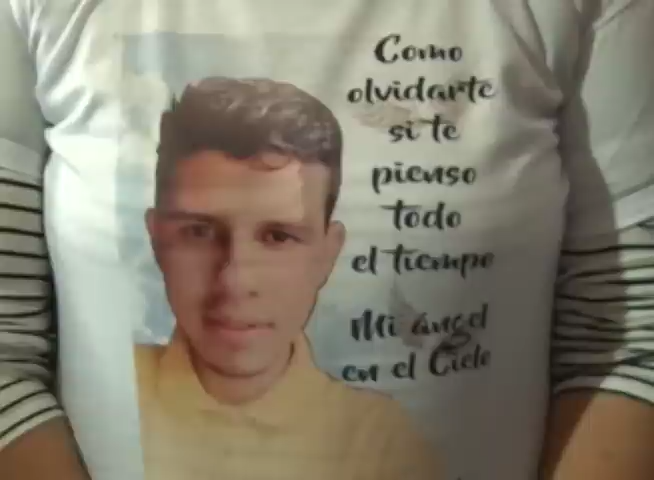 Como
olvidarte
si te
pienso
todo
el tiempo
Mi ángel
en el Cielo